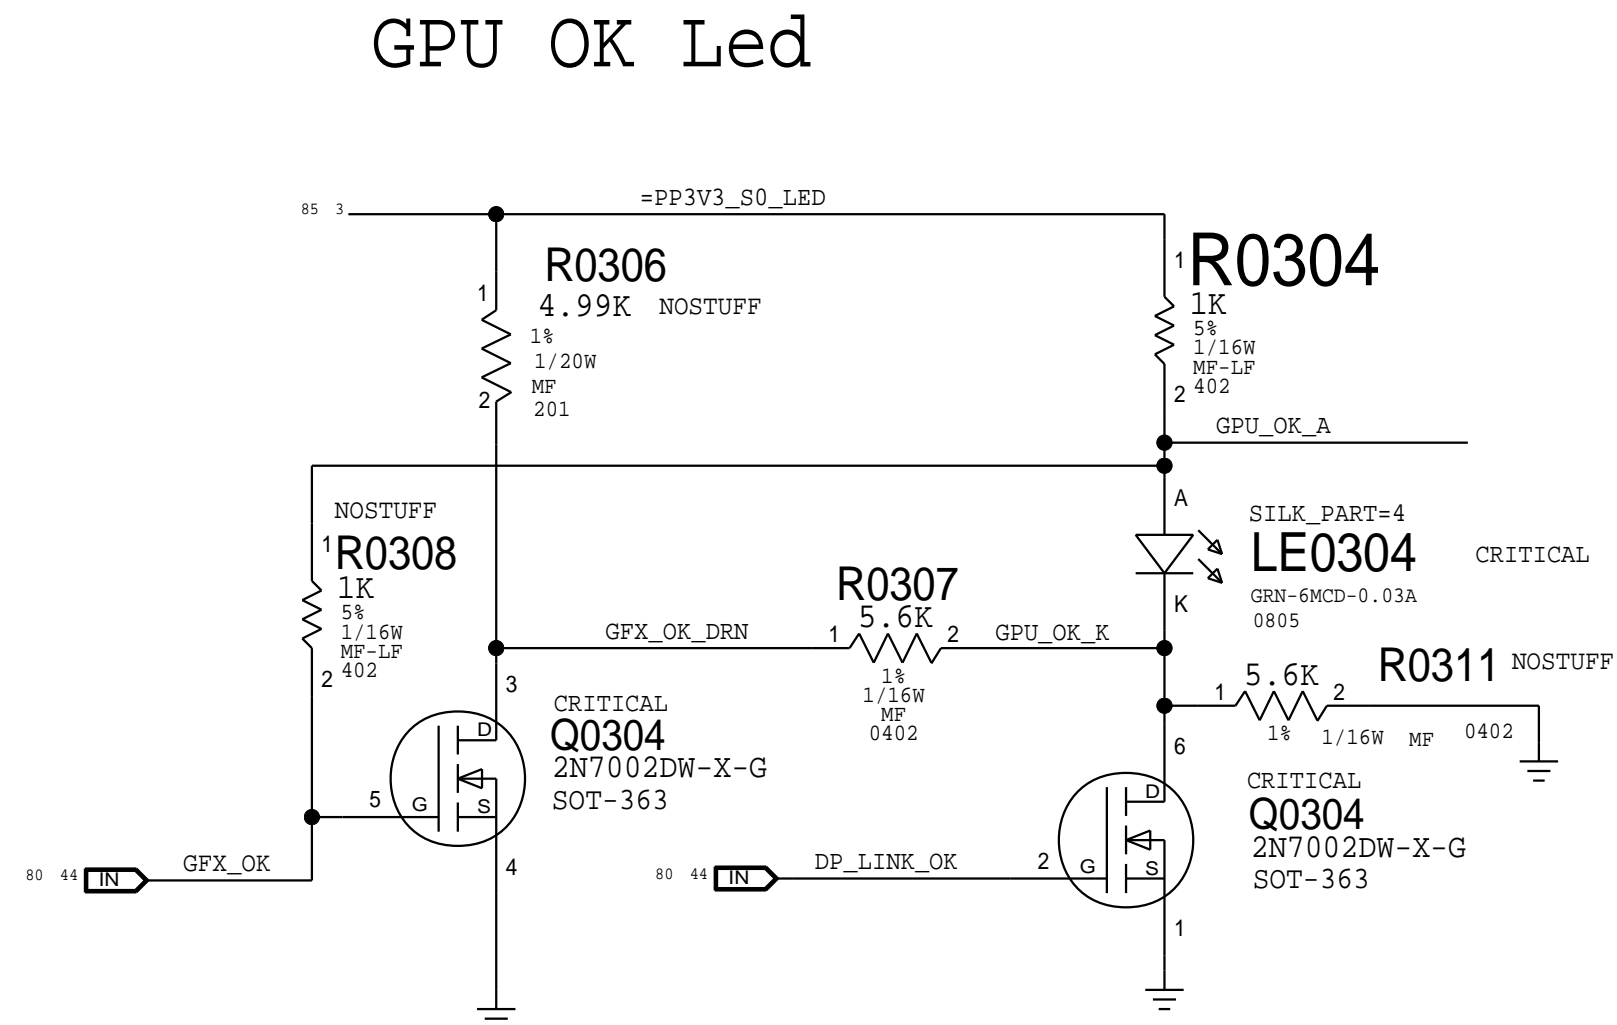 GPU OK Led
85 3
=PP3V3_S0_LED
R0306
1
4.99K NOSTUFF
1%
1/20W
MF
2
201
1
R0304
1K
5%
1/16W
MF-LF
402
2
GPU_OK_A
A
NOSTUFF
1
R0308
1K
5%
1/16W
MF-LF
402
2
SILK_PART=4
LE0304
CRITICAL
GRN-6MCD-0.03A
0805
K
R0307
5.6K
GFX_OK_DRN
1
2
GPU_OK_K
1%
1/16W
MF
0402
R0311 NOSTUFF
5.6K
1
2
1%
1/16W
MF
0402
3
CRITICAL
Q0304
2N7002DW-X-G
SOT-363
D
5
G
S
4
80 44
IN
GFX_OK
6
CRITICAL
Q0304
2N7002DW-X-G
SOT-363
D
80 44
IN
DP_LINK_OK
2
G
S
1